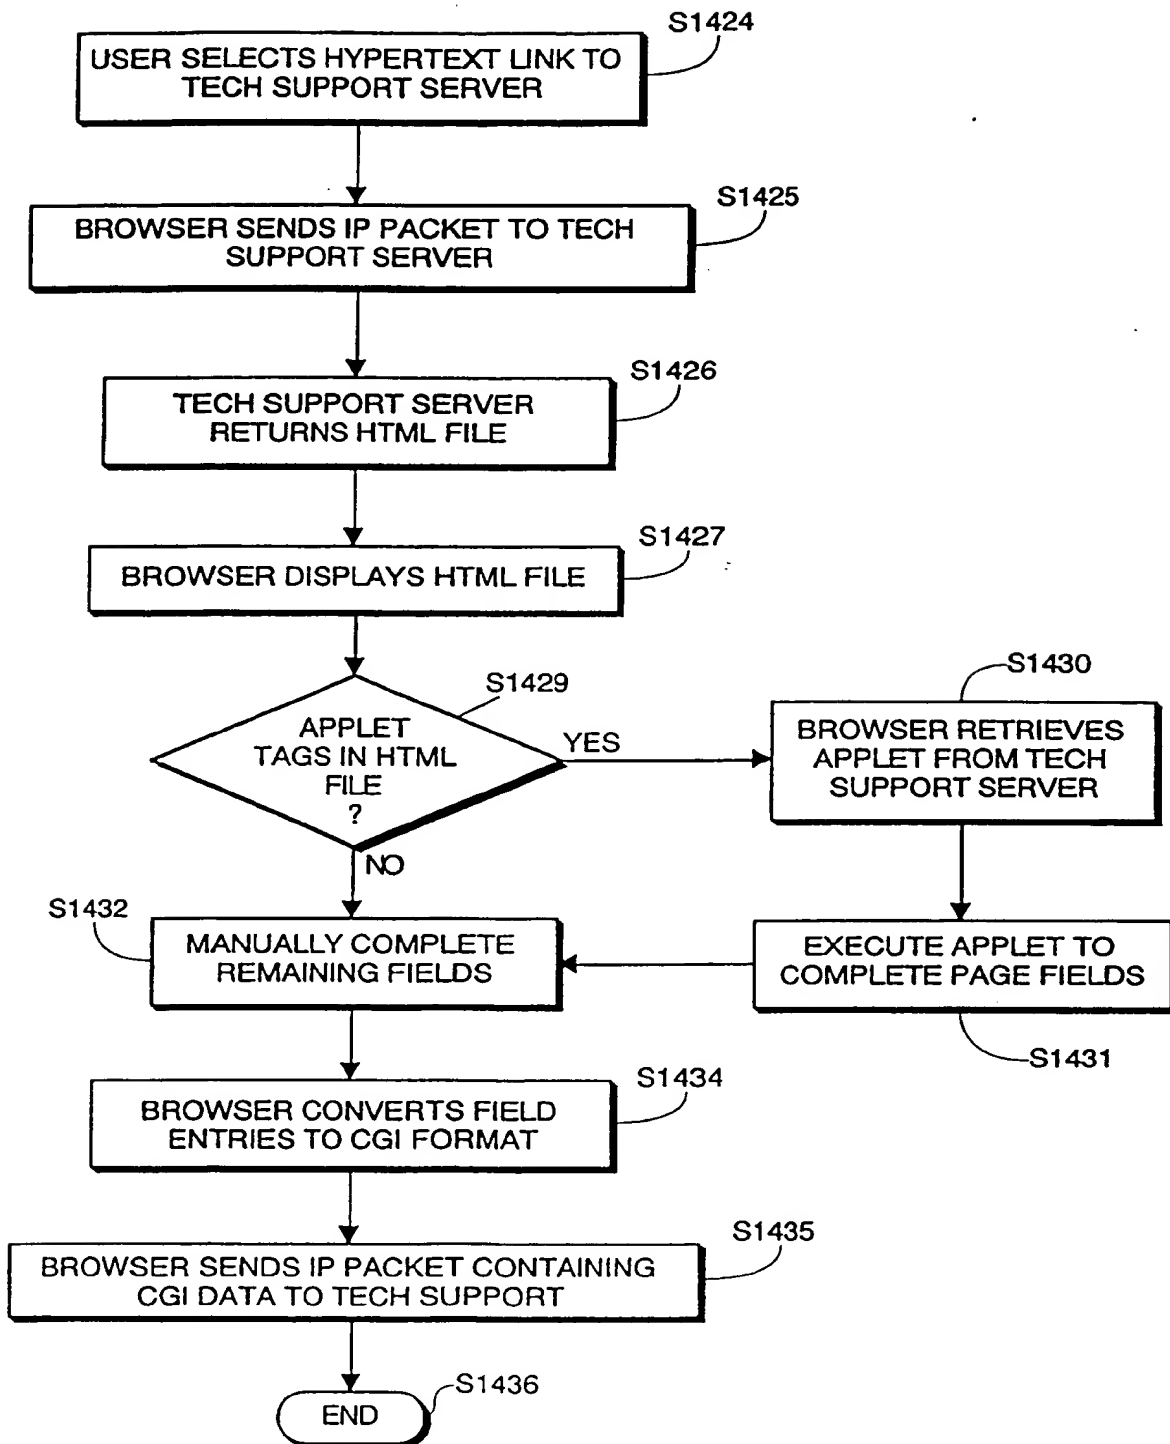 S1424
USER SELECTS HYPERTEXT LINK TO
TECH SUPPORT SERVER
S1425
BROWSER SENDS IP PACKET TO TECH
SUPPORT SERVER
S1426
TECH SUPPORT SERVER
RETURNS HTML FILE
S1427
BROWSER DISPLAYS HTML FILE
S1429
APPLET
TAGS IN HTML
FILE
?
YES
NO
S1430
BROWSER RETRIEVES
APPLET FROM TECH
SUPPORT SERVER
EXECUTE APPLET TO
COMPLETE PAGE FIELDS
S1431
S1432
MANUALLY COMPLETE
REMAINING FIELDS
S1434
BROWSER CONVERTS FIELD
ENTRIES TO CGI FORMAT
S1435
BROWSER SENDS IP PACKET CONTAINING
CGI DATA TO TECH SUPPORT
S1436
END